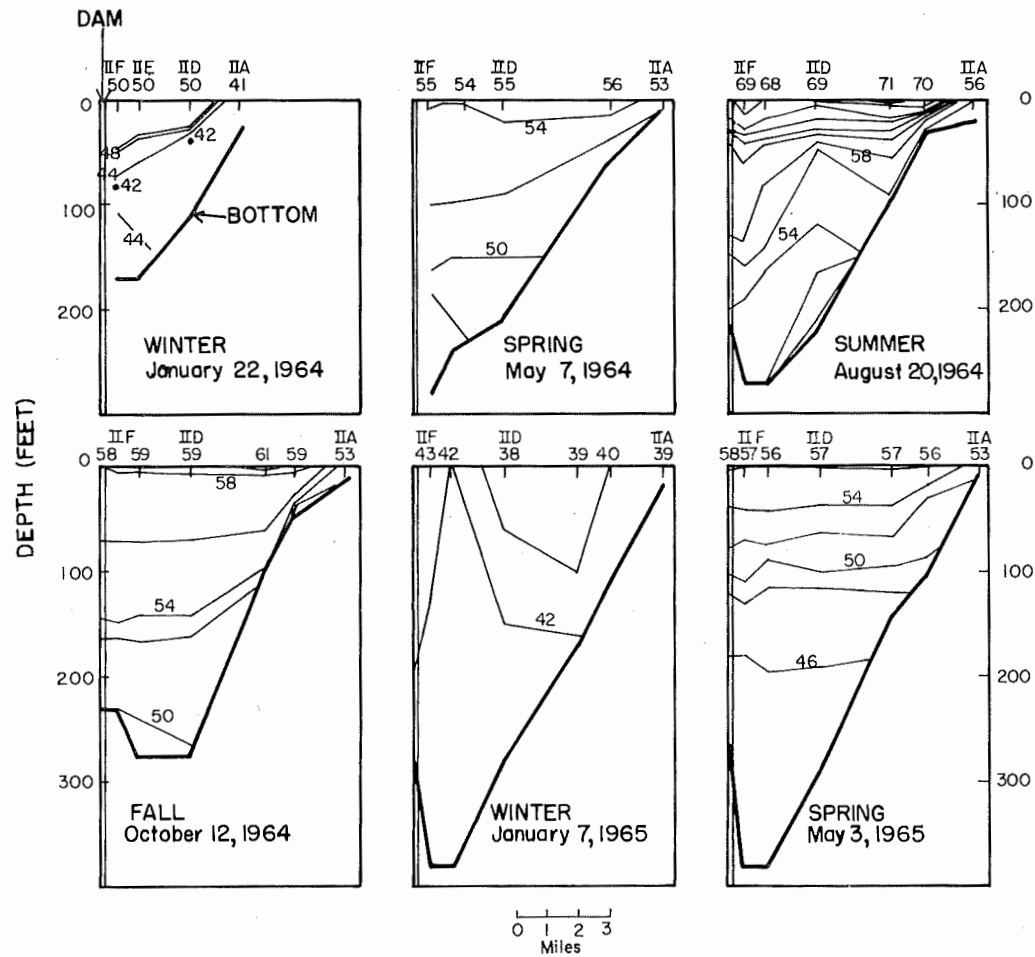 DAM
IIF IIE IID IIA
50 50 50 41
0
42
48
44
42
100
BOTTOM
44
200
WINTER
January 22, 1964
IIF IID IIA
55 54 55 56 53
54
50
SPRING
May 7, 1964
IIF IID IIA
69 68 69 71 70 56
0
58
100
54
200
SUMMER
August 20, 1964
DEPTH (FEET)
IIF IID IIA
58 59 59 61 59 53
0
58
100
54
200
50
300
FALL
October 12, 1964
IIF IID IIA
43 42 38 39 40 39
42
WINTER
January 7, 1965
IIF IID IIA
58 57 56 57 57 56 53
0
54
50
100
46
200
300
SPRING
May 3, 1965
0 1 2 3
Miles